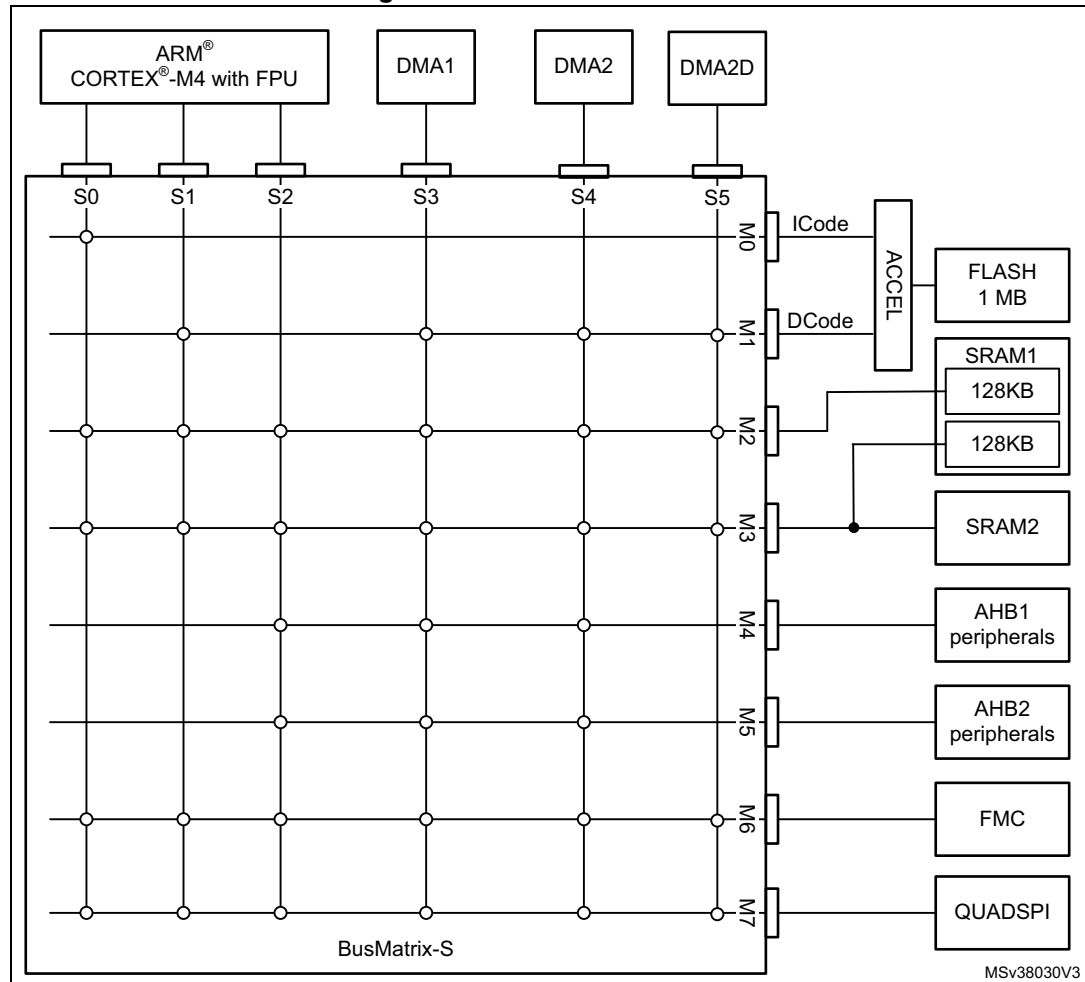 ARM®
CORTEX®-M4 with FPU
DMA1
DMA2
DMA2D
S0
S1
S2
S3
S4
S5
M0
ICode
ACCEL
FLASH
1 MB
M1
DCode
SRAM1
128KB
M2
128KB
M3
SRAM2
M4
AHB1
peripherals
M5
AHB2
peripherals
M6
FMC
M7
QUADSPI
BusMatrix-S
MSv38030V3